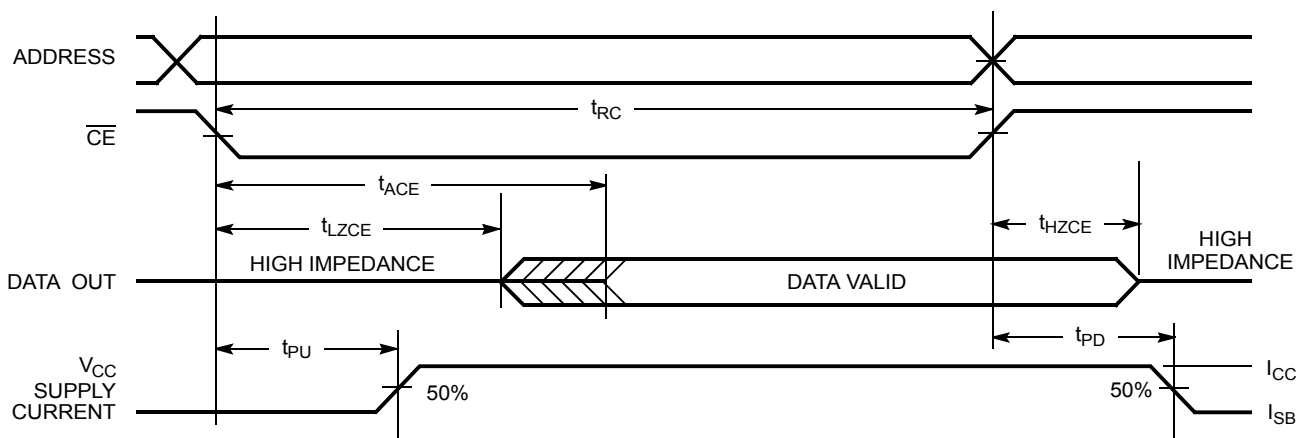 ADDRESS
tRC
CE
tACE
tLZCE
tHZCE
HIGH IMPEDANCE
HIGH
IMPEDANCE
DATA OUT
DATA VALID
tPU
tPD
VCC
SUPPLY
CURRENT
50%
50%
ICC
ISB